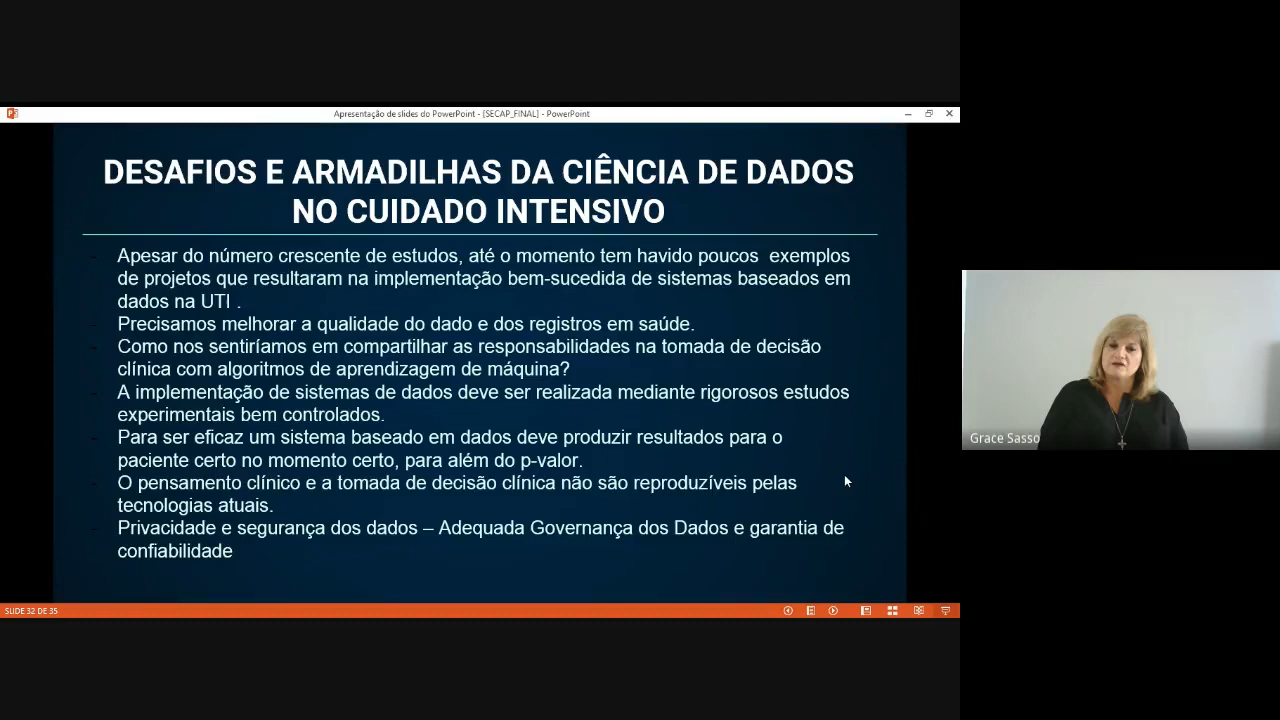 Apresentação de slides do PowerPoint - [SECAP_FINAL] - PowerPoint
DESAFIOS E ARMADILHAS DA CIÊNCIA DE DADOS
NO CUIDADO INTENSIVO
- Apesar do número crescente de estudos, até o momento tem havido poucos exemplos
de projetos que resultaram na implementação bem-sucedida de sistemas baseados em
dados na UTI .
- Precisamos melhorar a qualidade do dado e dos registros em saúde.
- Como nos sentiríamos em compartilhar as responsabilidades na tomada de decisão
clínica com algoritmos de aprendizagem de máquina?
- A implementação de sistemas de dados deve ser realizada mediante rigorosos estudos
experimentais bem controlados.
- Para ser eficaz um sistema baseado em dados deve produzir resultados para o
paciente certo no momento certo, para além do p-valor.
- O pensamento clínico e a tomada de decisão clínica não são reproduzíveis pelas
tecnologias atuais.
- Privacidade e segurança dos dados – Adequada Governança dos Dados e garantia de
confiabilidade
SLIDE 32 DE 35
Grace Sasso